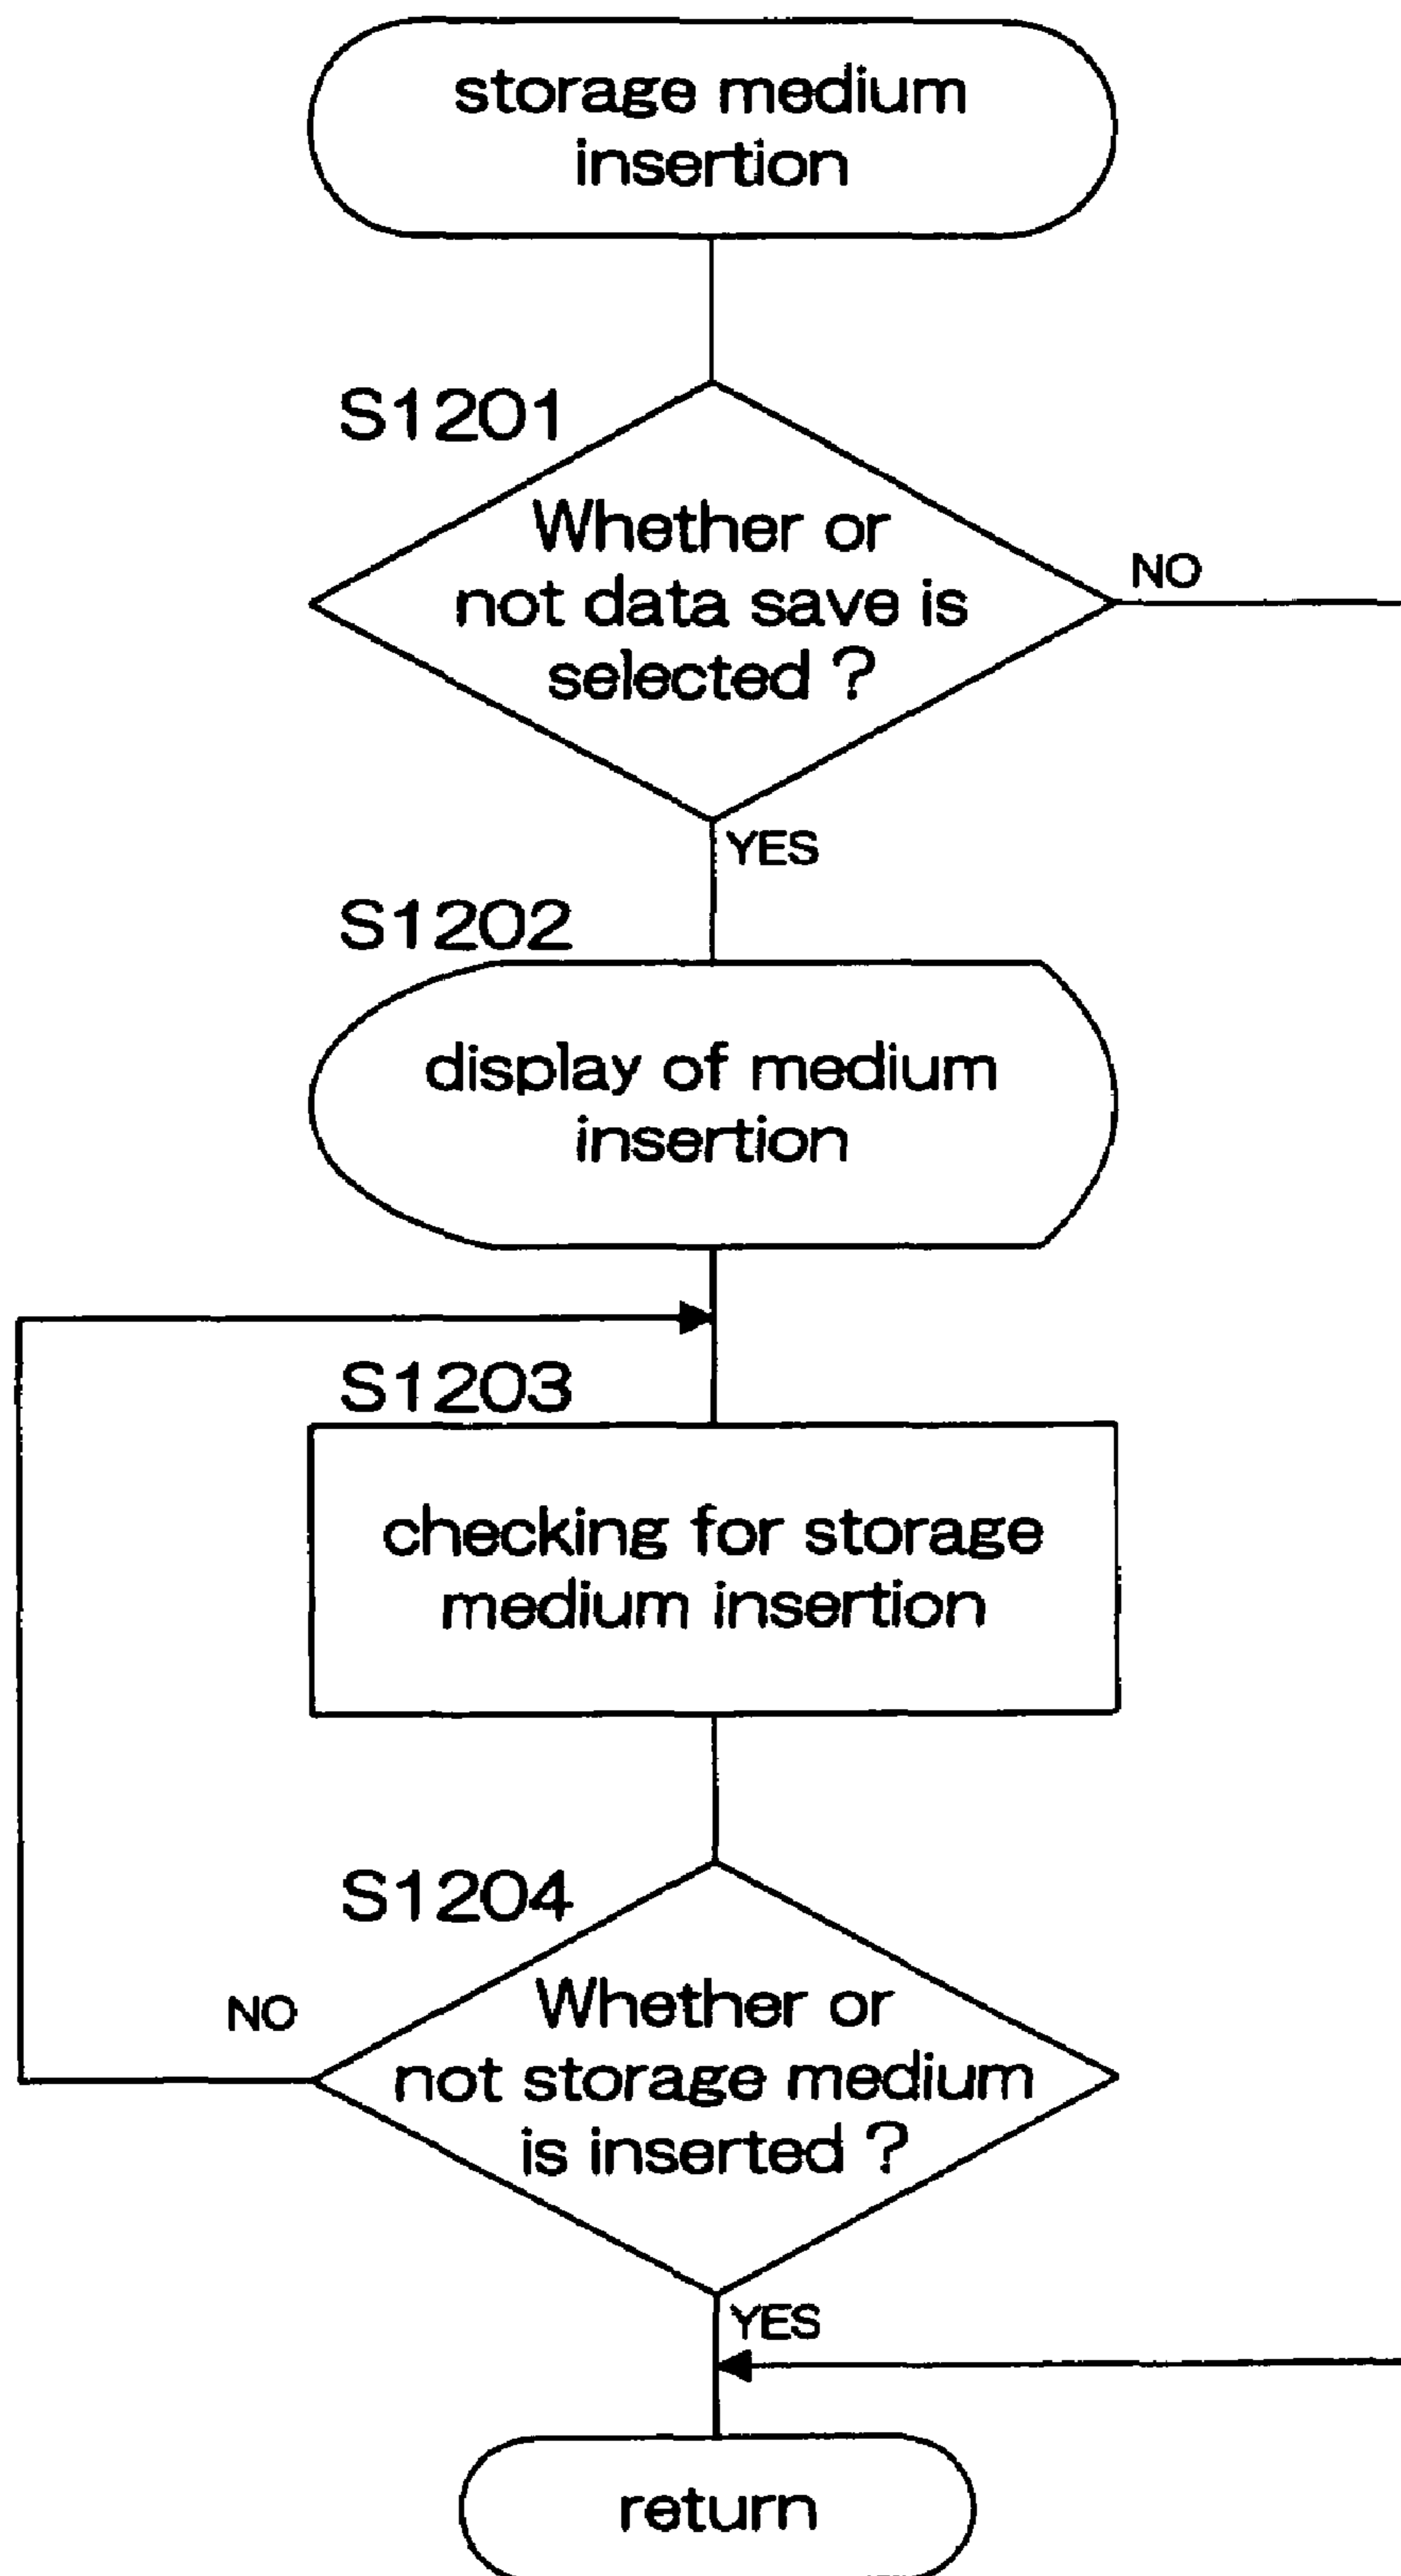 storage medium
insertion
S1201
Whether or
not data save is
selected ?
NO
YES
S1202
display of medium
insertion
S1203
checking for storage
medium insertion
S1204
NO
Whether or
not storage medium
is inserted ?
YES
return